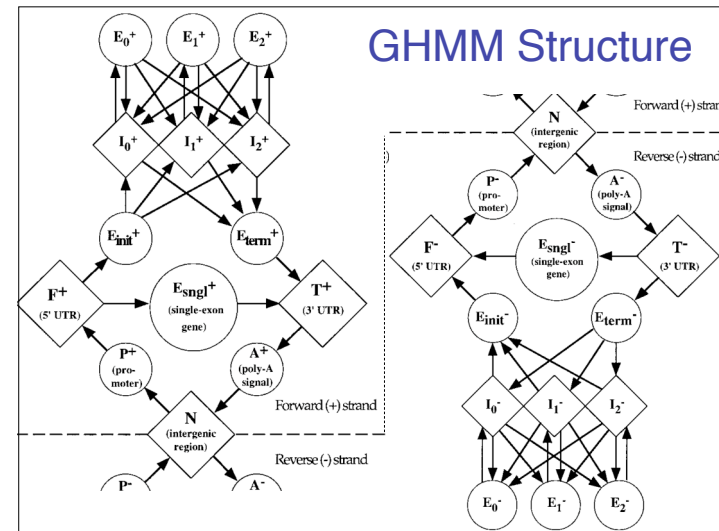 GHMM Structure
E0+ E1+ E2+
I0+ I1+ I2+
Einit+ Eterm+
F+
(5' UTR)
Esngl+
(single-exon
gene)
T+
(3' UTR)
P+
(pro-
moter)
A+
(poly-A
signal)
Forward (+) strand
N
(intergenic
region)
Reverse (-) strand
P- A-
Forward (+) stran
N
(intergenic
region)
Reverse (-) strand
)
P-
(pro-
moter)
A-
(poly-A
signal)
F-
(5' UTR)
Esngl-
(single-exon
gene)
T-
(3' UTR)
Einit- Eterm-
I0- I1- I2-
E0- E1- E2-